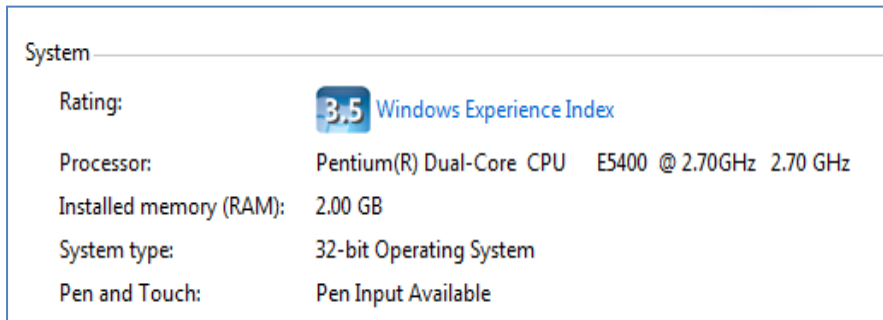 System
Rating: 3.5 Windows Experience Index
Processor: Pentium(R) Dual-Core CPU E5400 @ 2.70GHz 2.70 GHz
Installed memory (RAM): 2.00 GB
System type: 32-bit Operating System
Pen and Touch: Pen Input Available